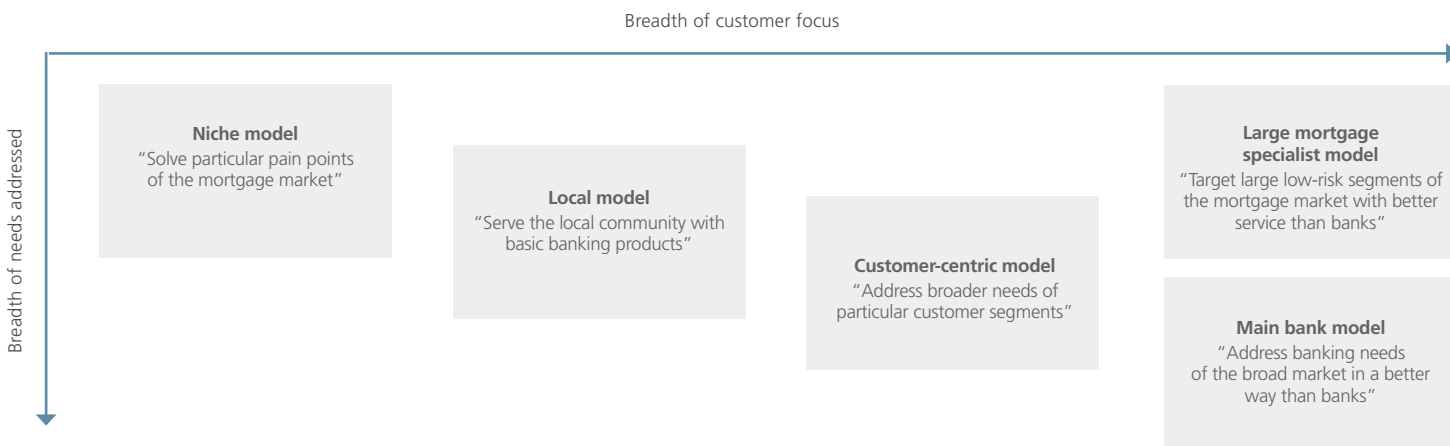 Breadth of customer focus
Breadth of needs addressed
Niche model
“Solve particular pain points
of the mortgage market”
Local model
“Serve the local community with
basic banking products”
Customer-centric model
“Address broader needs of
particular customer segments”
Large mortgage
specialist model
“Target large low-risk segments of
the mortgage market with better
service than banks”
Main bank model
“Address banking needs
of the broad market in a better
way than banks”